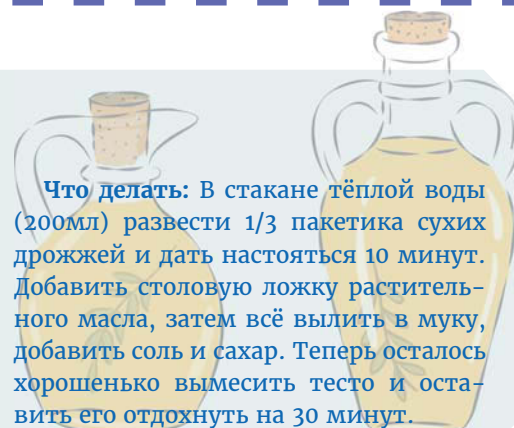 Что делать: В стакане тёплой воды
(200мл) развести 1/3 пакетика сухих
дрожжей и дать настояться 10 минут.
Добавить столовую ложку раститель-
ного масла, затем всё вылить в муку,
добавить соль и сахар. Теперь осталось
хорошенько вымесить тесто и оста-
вить его отдохнуть на 30 минут.